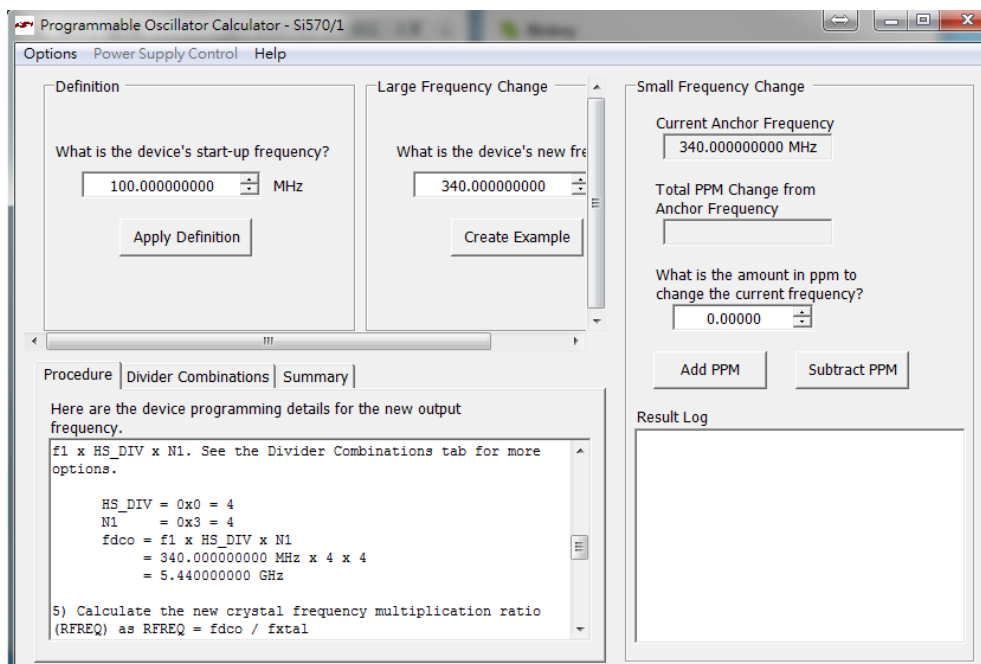 Programmable Oscillator Calculator - Si570/1
Options Power Supply Control Help
Definition
What is the device's start-up frequency?
100.000000000 MHz
Apply Definition
Large Frequency Change
What is the device's new fre
340.000000000
Create Example
Small Frequency Change
Current Anchor Frequency
340.000000000 MHz
Total PPM Change from
Anchor Frequency
What is the amount in ppm to
change the current frequency?
0.00000
Add PPM Subtract PPM
Result Log
Procedure Divider Combinations Summary
Here are the device programming details for the new output
frequency.
f1 x HS_DIV x N1. See the Divider Combinations tab for more
options.
HS_DIV = 0x0 = 4
N1 = 0x3 = 4
fdco = f1 x HS_DIV x N1
= 340.000000000 MHz x 4 x 4
= 5.440000000 GHz
5) Calculate the new crystal frequency multiplication ratio
(RFREQ) as RFREQ = fdco / fxtal